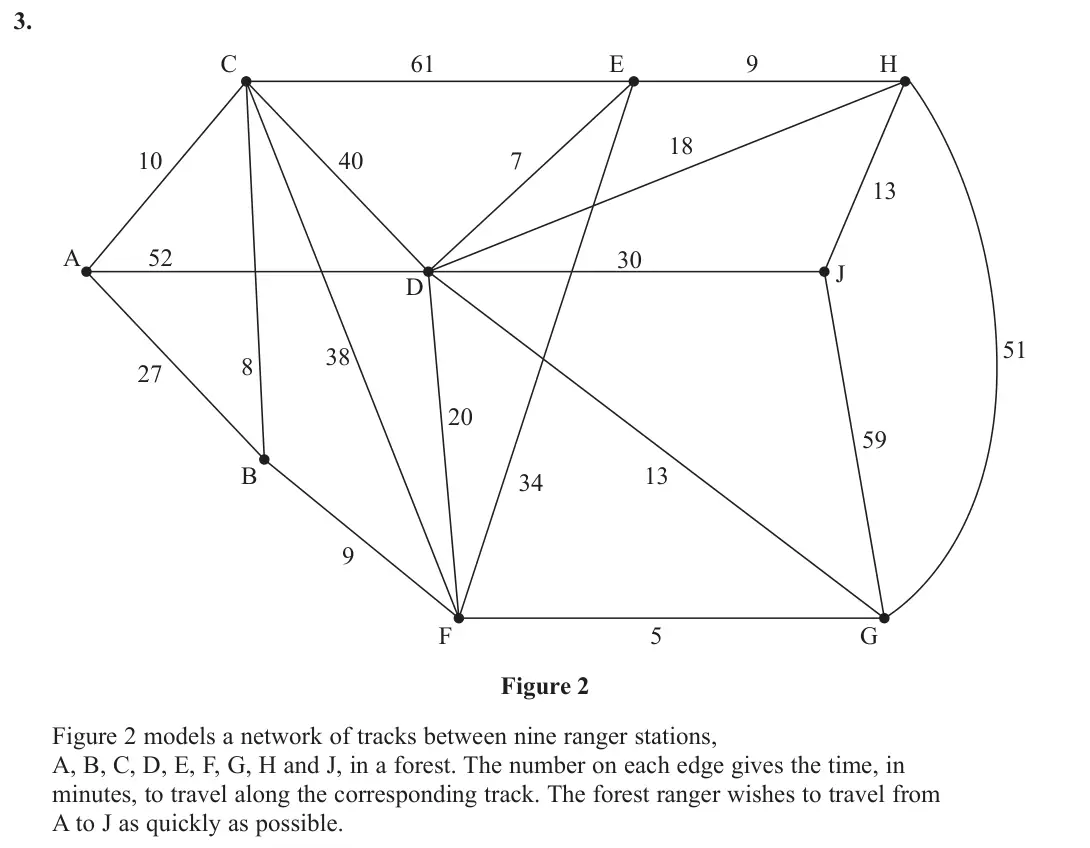 3.
C 61 E 9 H
10 40 7 18 13
A 52 D 30 J
27 8 38 20 34 13 59 51
B
9
F 5 G
Figure 2
Figure 2 models a network of tracks between nine ranger stations,
A, B, C, D, E, F, G, H and J, in a forest. The number on each edge gives the time, in
minutes, to travel along the corresponding track. The forest ranger wishes to travel from
A to J as quickly as possible.